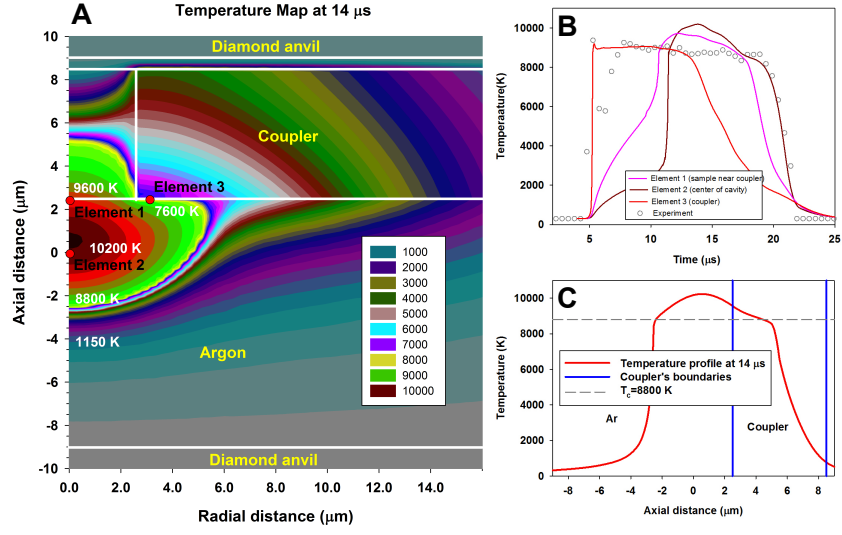 A
Temperature Map at 14 μs
10
8
6
4
2
0
-2
-4
-6
-8
-10
Axial distance (μm)
Diamond anvil
Coupler
9600 K
Element 3
Element 1
7600 K
10200 K
Element 2
8800 K
1150 K
Argon
1000
2000
3000
4000
5000
6000
7000
8000
9000
10000
Diamond anvil
0.0 2.0 4.0 6.0 8.0 10.0 12.0 14.0
Radial distance (μm)
B
10000
8000
6000
4000
2000
0
Temperaature(K)
Element 1 (sample near coupler)
Element 2 (center of cavity)
Element 3 (coupler)
Experiment
5 10 15 20 25
Time (μs)
C
10000
8000
6000
4000
2000
0
Temperature (K)
Temperature profile at 14 μs
Coupler's boundaries
Tc=8800 K
Ar
Coupler
-8 -6 -4 -2 0 2 4 6 8
Axial distance (μm)